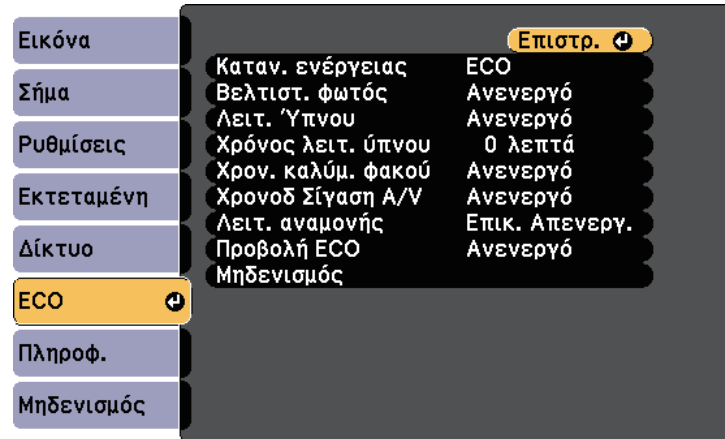 Εικόνα
Σήμα
Ρυθμίσεις
Εκτεταμένη
Δίκτυο
ECO
Πληροφ.
Μηδενισμός
Επιστρ.
Καταν. ενέργειας ECO
Βελτιστ. φωτός Ανενεργό
Λειτ. Ύπνου Ανενεργό
Χρόνος λειτ. ύπνου 0 λεπτά
Χρον. καλύμ. φακού Ανενεργό
Χρονοδ Σίγαση A/V Ανενεργό
Λειτ. αναμονής Επικ. Απενεργ.
Προβολή ECO Ανενεργό
Μηδενισμός